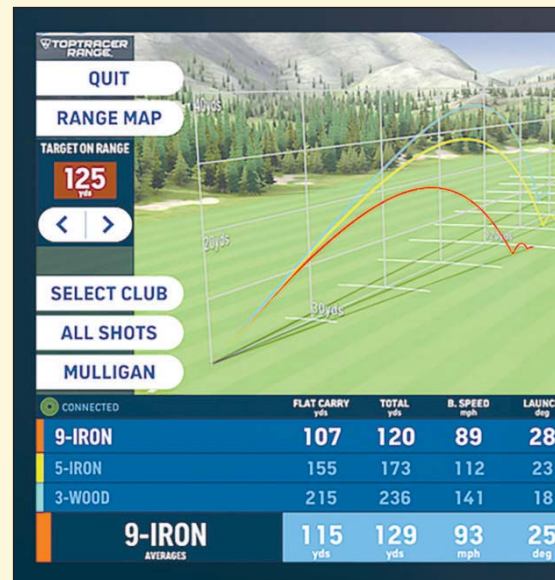 TOPTRACER
RANGE
QUIT
RANGE MAP
TARGET ON RANGE
125
yds
< >
SELECT CLUB
ALL SHOTS
MULLIGAN
40yds
20yds
30yds
CONNECTED FLAT CARRY yds TOTAL yds B. SPEED mph LAUNC deg
9-IRON 107 120 89 28
5-IRON 155 173 112 23
3-WOOD 215 236 141 18
9-IRON 115 129 93 25
AVERAGES yds yds mph deg